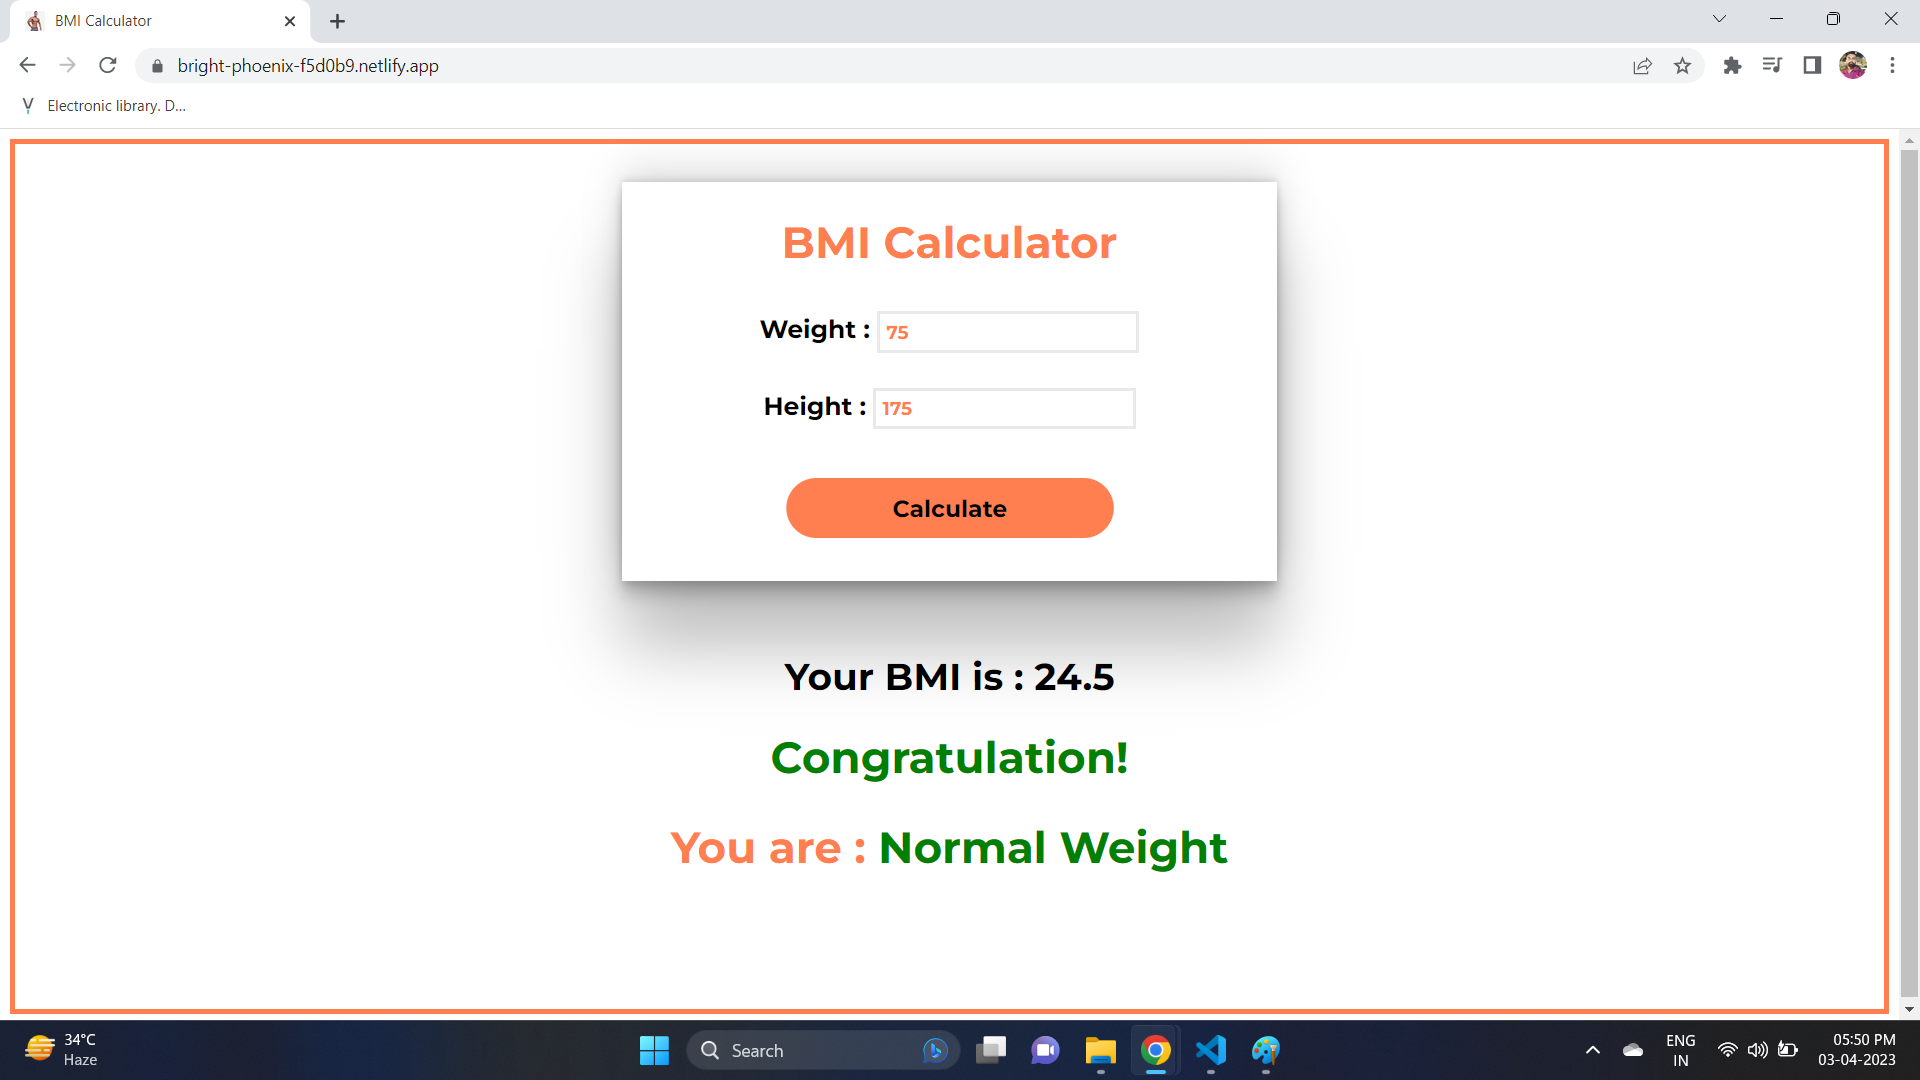 BMI Calculator
bright-phoenix-f5d0b9.netlify.app
Electronic library. D...
BMI Calculator
Weight : 75
Height : 175
Calculate
Your BMI is : 24.5
Congratulation!
You are : Normal Weight
34°C
Haze
Search
ENG
IN
05:50 PM
03-04-2023